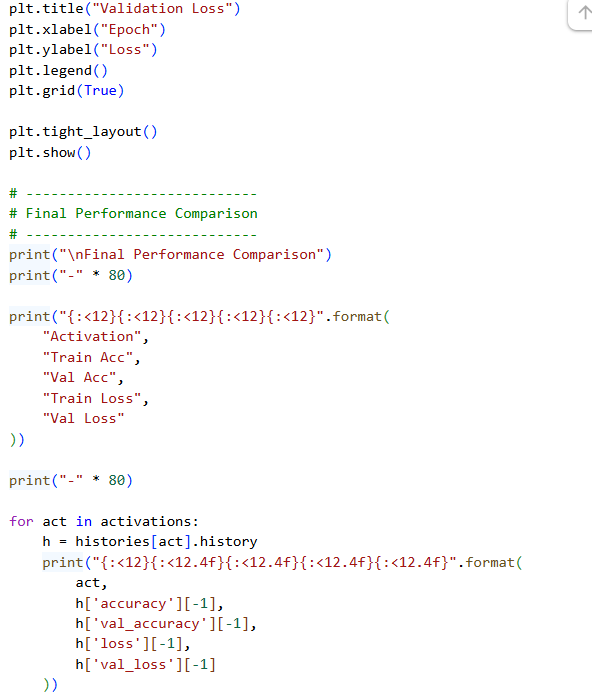 plt.title("Validation Loss")
plt.xlabel("Epoch")
plt.ylabel("Loss")
plt.legend()
plt.grid(True)

plt.tight_layout()
plt.show()

# ----------------------------
# Final Performance Comparison
# ----------------------------
print("\nFinal Performance Comparison")
print("-" * 80)

print("{:<12}{:<12}{:<12}{:<12}{:<12}".format(
    "Activation",
    "Train Acc",
    "Val Acc",
    "Train Loss",
    "Val Loss"
))

print("-" * 80)

for act in activations:
    h = histories[act].history
    print("{:<12}{:<12.4f}{:<12.4f}{:<12.4f}{:<12.4f}".format(
        act,
        h['accuracy'][-1],
        h['val_accuracy'][-1],
        h['loss'][-1],
        h['val_loss'][-1]
    ))